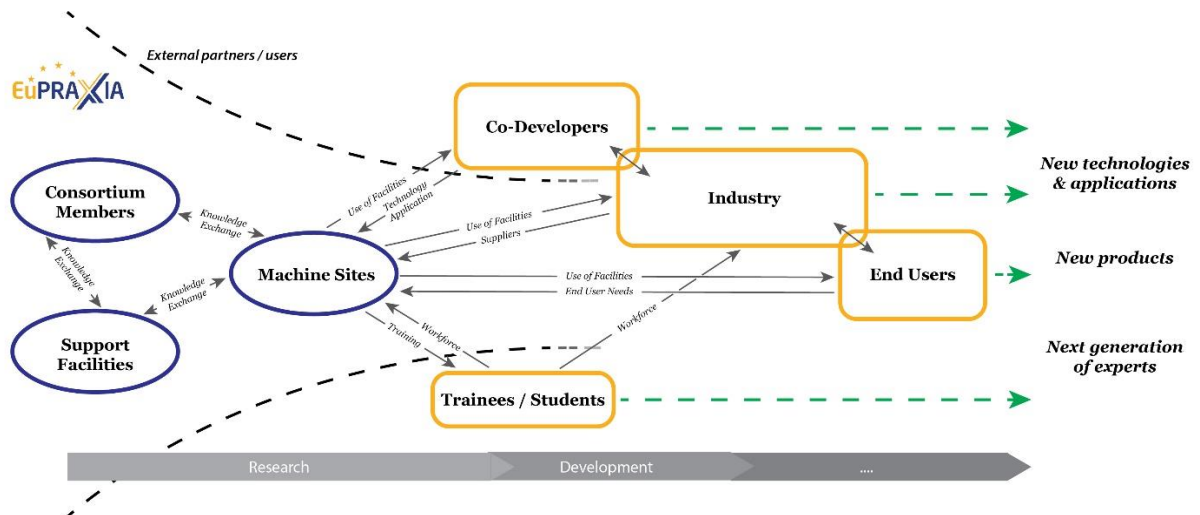 External partners / users
EuPRAXIA
Co-Developers
Consortium
Members
Knowledge
Exchange
Use of Facilities
Technology
Application
New technologies
& applications
Industry
Use of Facilities
Suppliers
Knowledge
Exchange
Machine Sites
Knowledge
Exchange
Use of Facilities
End User Needs
End Users
New products
Support
Facilities
Training
Workforce
Workforce
Next generation
of experts
Trainees / Students
Research
Development
....